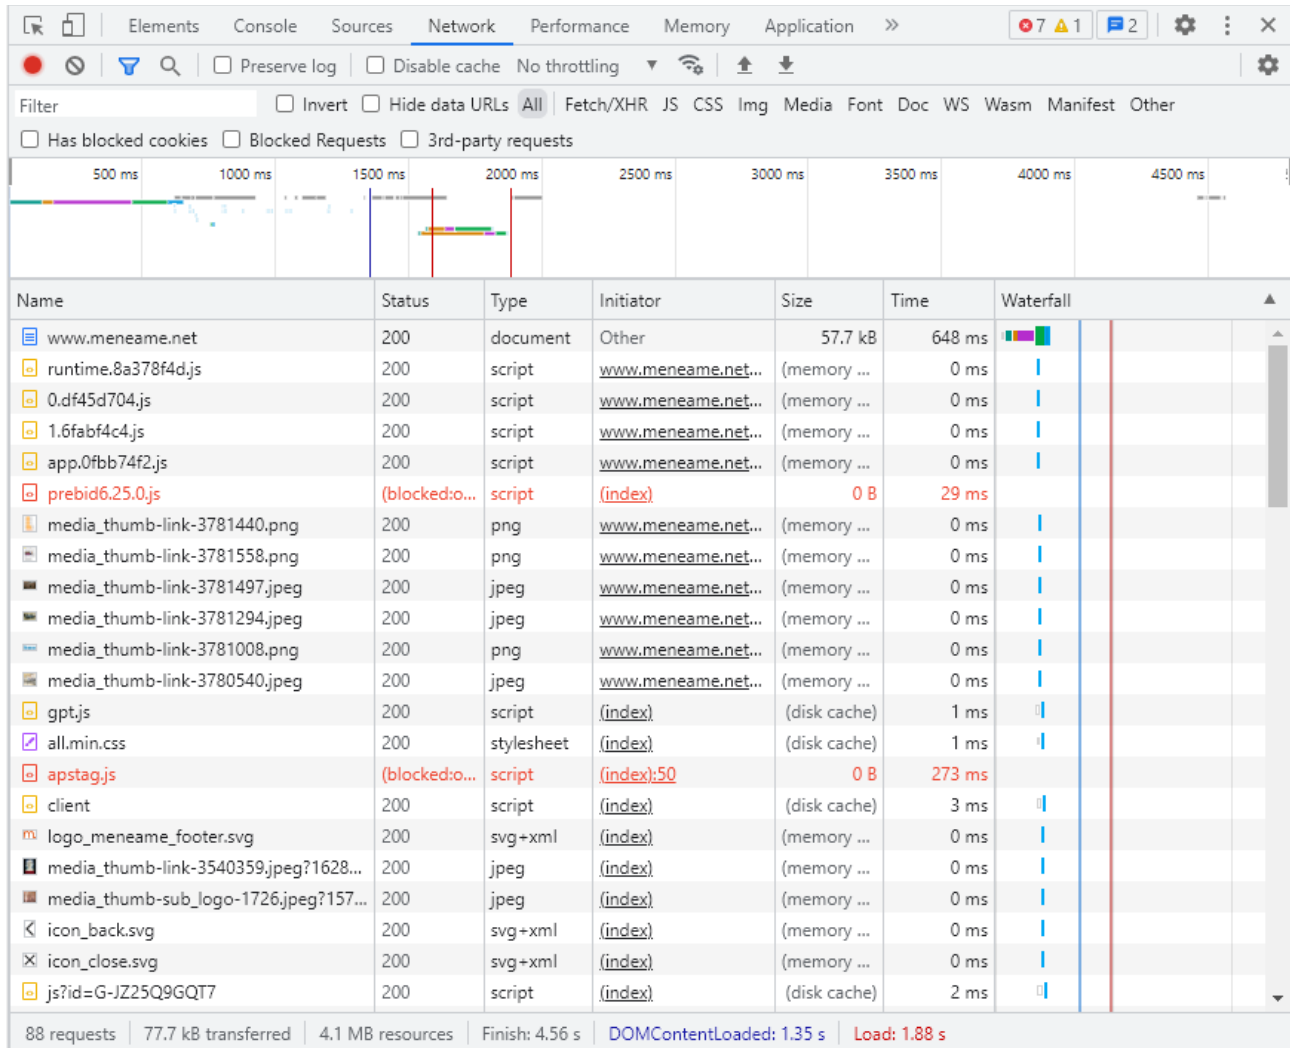 Elements Console Sources Network Performance Memory Application » 7 1 2
Preserve log Disable cache No throttling
Filter Invert Hide data URLs All Fetch/XHR JS CSS Img Media Font Doc WS Wasm Manifest Other
Has blocked cookies Blocked Requests 3rd-party requests
500 ms 1000 ms 1500 ms 2000 ms 2500 ms 3000 ms 3500 ms 4000 ms 4500 ms
Name Status Type Initiator Size Time Waterfall
www.meneame.net 200 document Other 57.7 kB 648 ms
runtime.8a378f4d.js 200 script www.meneame.net... (memory ... 0 ms
0.df45d704.js 200 script www.meneame.net... (memory ... 0 ms
1.6fabf4c4.js 200 script www.meneame.net... (memory ... 0 ms
app.0fbb74f2.js 200 script www.meneame.net... (memory ... 0 ms
prebid6.25.0.js (blocked:o... script (index) 0 B 29 ms
media_thumb-link-3781440.png 200 png www.meneame.net... (memory ... 0 ms
media_thumb-link-3781558.png 200 png www.meneame.net... (memory ... 0 ms
media_thumb-link-3781497.jpeg 200 jpeg www.meneame.net... (memory ... 0 ms
media_thumb-link-3781294.jpeg 200 jpeg www.meneame.net... (memory ... 0 ms
media_thumb-link-3781008.png 200 png www.meneame.net... (memory ... 0 ms
media_thumb-link-3780540.jpeg 200 jpeg www.meneame.net... (memory ... 0 ms
gpt.js 200 script (index) (disk cache) 1 ms
all.min.css 200 stylesheet (index) (disk cache) 1 ms
apstag.js (blocked:o... script (index):50 0 B 273 ms
client 200 script (index) (disk cache) 3 ms
logo_meneame_footer.svg 200 svg+xml (index) (memory ... 0 ms
media_thumb-link-3540359.jpeg?1628... 200 jpeg (index) (memory ... 0 ms
media_thumb-sub_logo-1726.jpeg?157... 200 jpeg (index) (memory ... 0 ms
icon_back.svg 200 svg+xml (index) (memory ... 0 ms
icon_close.svg 200 svg+xml (index) (memory ... 0 ms
js?id=G-JZ25Q9GQT7 200 script (index) (disk cache) 2 ms
88 requests 77.7 kB transferred 4.1 MB resources Finish: 4.56 s DOMContentLoaded: 1.35 s Load: 1.88 s